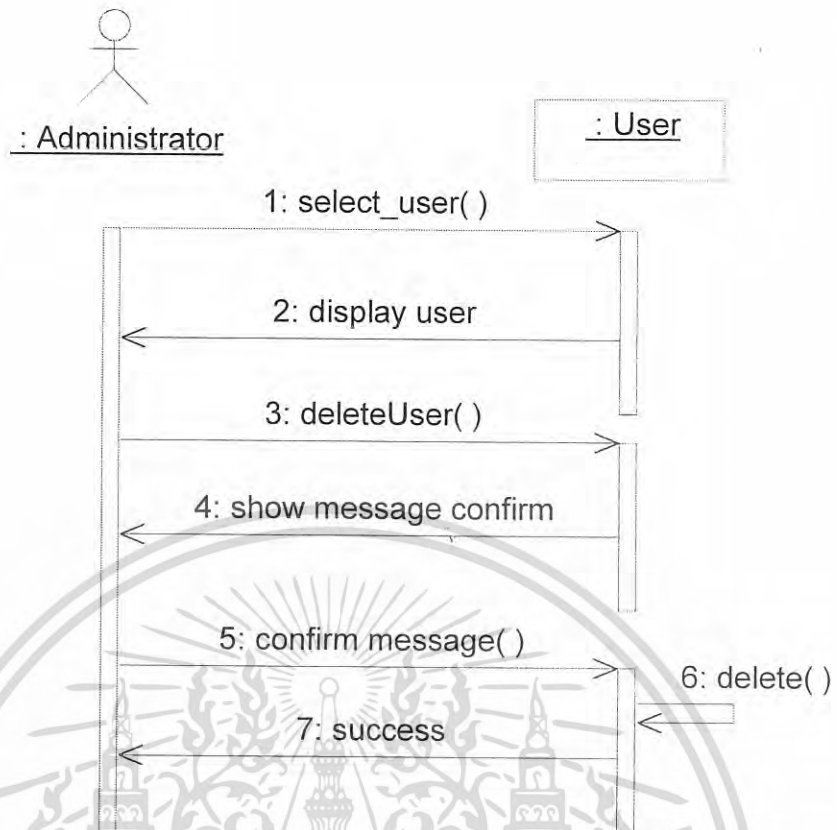 : Administrator
: User
1: select_user( )
2: display user
3: deleteUser( )
4: show message confirm
5: confirm message( )
6: delete( )
7: success